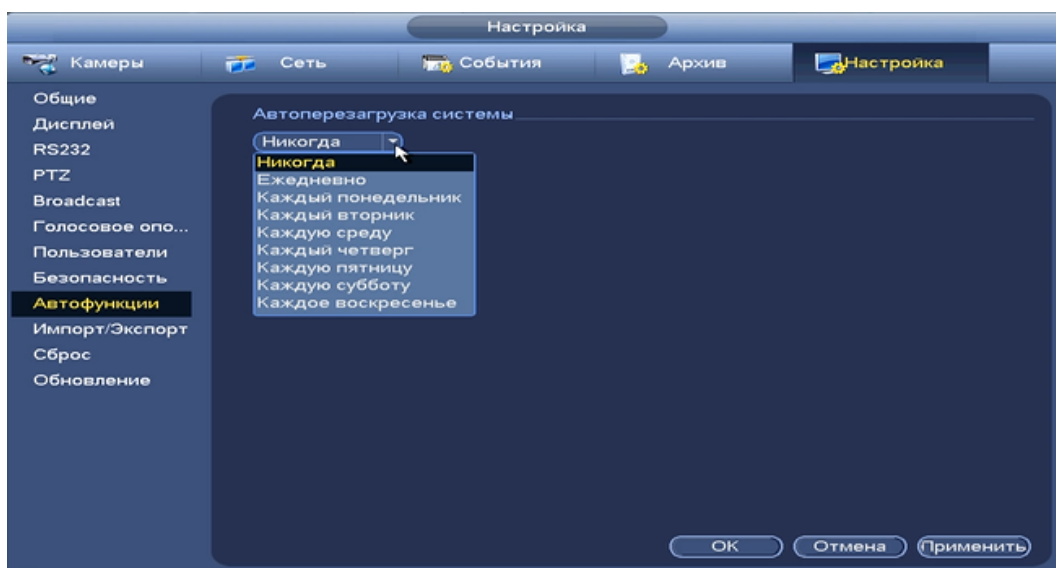 Настройка
Камеры
Сеть
События
Архив
Настройка
Общие
Дисплей
RS232
PTZ
Broadcast
Голосовое опо...
Пользователи
Безопасность
Автофункции
Импорт/Экспорт
Сброс
Обновление
Автоперезагрузка системы
Никогда
Никогда
Ежедневно
Каждый понедельник
Каждый вторник
Каждую среду
Каждый четверг
Каждую пятницу
Каждую субботу
Каждое воскресенье
OK
Отмена
Применить